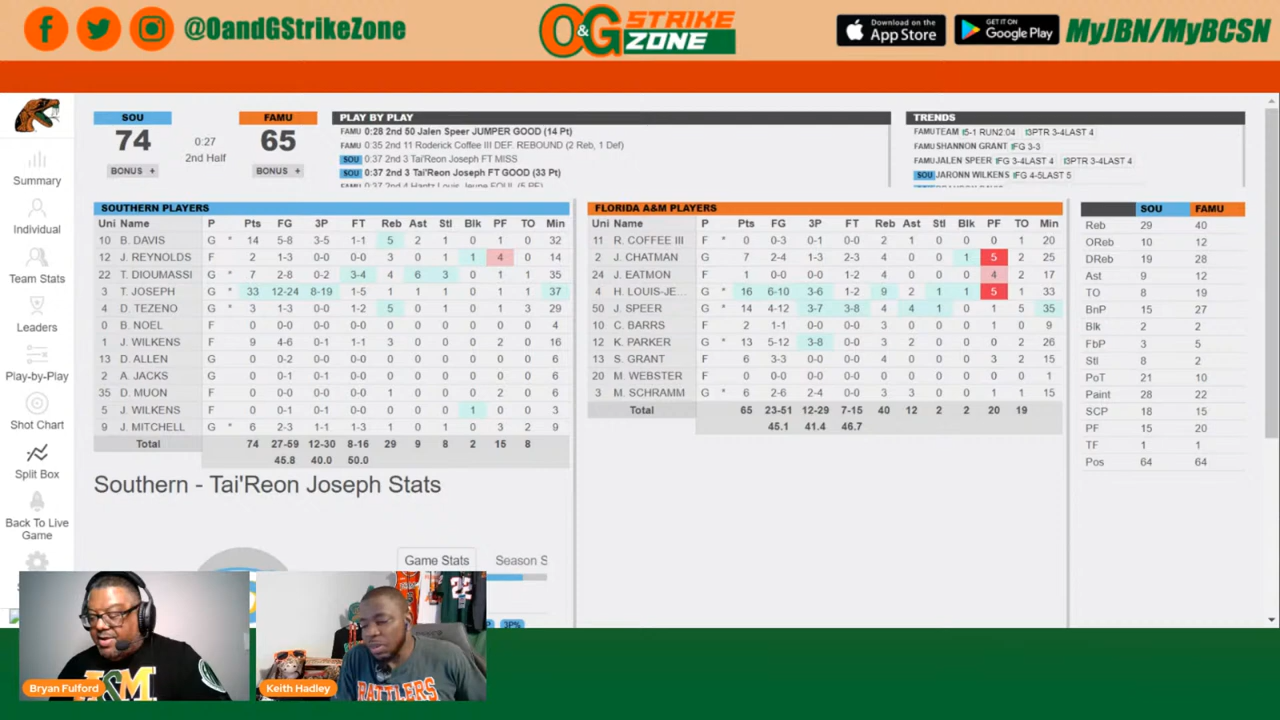 @OandGStrikeZone
O&G STRIKE ZONE
Download on the App Store
GET IT ON Google Play
MyJBN/MyBCSN
SOU
74
BONUS +
0:27
2nd Half
FAMU
65
BONUS +
PLAY BY PLAY
FAMU 0:28 2nd 50 Jalen Speer JUMPER GOOD (14 Pt)
FAMU 0:35 2nd 11 Roderick Coffee III DEF. REBOUND (2 Reb, 1 Def)
SOU 0:37 2nd 3 Tai'Reon Joseph FT MISS
SOU 0:37 2nd 3 Tai'Reon Joseph FT GOOD (33 Pt)
TRENDS
FAMU TEAM 15-1 RUN 2:04 13PTR 3-4 LAST 4
FAMU SHANNON GRANT 1FG 3-3
FAMU JALEN SPEER 1FG 3-4 LAST 4 13PTR 3-4 LAST 4
SOU JARONN WILKENS 1FG 4-5 LAST 5
Summary
Individual
Team Stats
Leaders
Play-by-Play
Shot Chart
Split Box
Back To Live Game
SOUTHERN PLAYERS
Uni Name P Pts FG 3P FT Reb Ast Stl Blk PF TO Min
10 B. DAVIS G * 14 5-8 3-5 1-1 5 2 1 0 1 0 32
12 J. REYNOLDS F 2 1-3 0-0 0-0 3 0 1 1 4 0 14
22 T. DIOUMASSI G * 7 2-8 0-2 3-4 4 6 3 0 1 1 35
3 T. JOSEPH G * 33 12-24 8-19 1-5 1 1 1 0 1 1 37
4 D. TEZENO G * 3 1-3 0-0 1-2 5 0 1 0 1 3 29
0 B. NOEL F 0 0-0 0-0 0-0 0 0 0 0 0 0 4
1 J. WILKENS F * 9 4-6 0-1 1-1 3 0 0 0 2 0 16
13 D. ALLEN G 0 0-2 0-0 0-0 0 0 0 0 0 0 6
2 A. JACKS G 0 0-1 0-1 0-0 0 0 0 0 0 0 6
35 D. MUON F 0 0-0 0-0 0-0 1 0 0 0 2 0 6
5 J. WILKENS F 0 0-1 0-1 0-0 0 0 0 1 0 0 3
9 J. MITCHELL G * 6 2-3 1-1 1-3 1 0 1 0 3 2 9
Total 74 27-59 12-30 8-16 29 9 8 2 15 8
45.8 40.0 50.0
FLORIDA A&M PLAYERS
Uni Name P Pts FG 3P FT Reb Ast Stl Blk PF TO Min
11 R. COFFEE III F * 0 0-3 0-1 0-0 2 1 0 0 0 1 20
2 J. CHATMAN G 7 2-4 1-3 2-3 4 0 0 1 5 2 25
24 J. EATMON F 1 0-0 0-0 1-2 4 0 0 0 4 2 17
4 H. LOUIS-JE... G * 16 6-10 3-6 1-2 9 2 1 1 5 1 33
50 J. SPEER G * 14 4-12 3-7 3-8 4 4 1 0 1 5 35
10 C. BARRS F 2 1-1 0-0 0-0 3 0 0 0 1 0 9
12 K. PARKER G * 13 5-12 3-8 0-0 3 2 0 0 0 2 26
13 S. GRANT F 6 3-3 0-0 0-0 4 0 0 0 3 2 15
20 M. WEBSTER F 0 0-0 0-0 0-0 0 0 0 0 0 0 1
3 M. SCHRAMM G * 6 2-6 2-4 0-0 3 3 0 0 1 1 15
Total 65 23-51 12-29 7-15 40 12 2 2 20 19
45.1 41.4 46.7
SOU FAMU
Reb 29 40
OReb 10 12
DReb 19 28
Ast 9 12
TO 8 19
BnP 15 27
Blk 2 2
FbP 3 5
Stl 8 2
PoT 21 10
Paint 28 22
SCP 18 15
PF 15 20
TF 1 1
Pos 64 64
Southern - Tai'Reon Joseph Stats
Game Stats
Season S
3P%
A&M
Bryan Fulford
RATTLERS
Keith Hadley